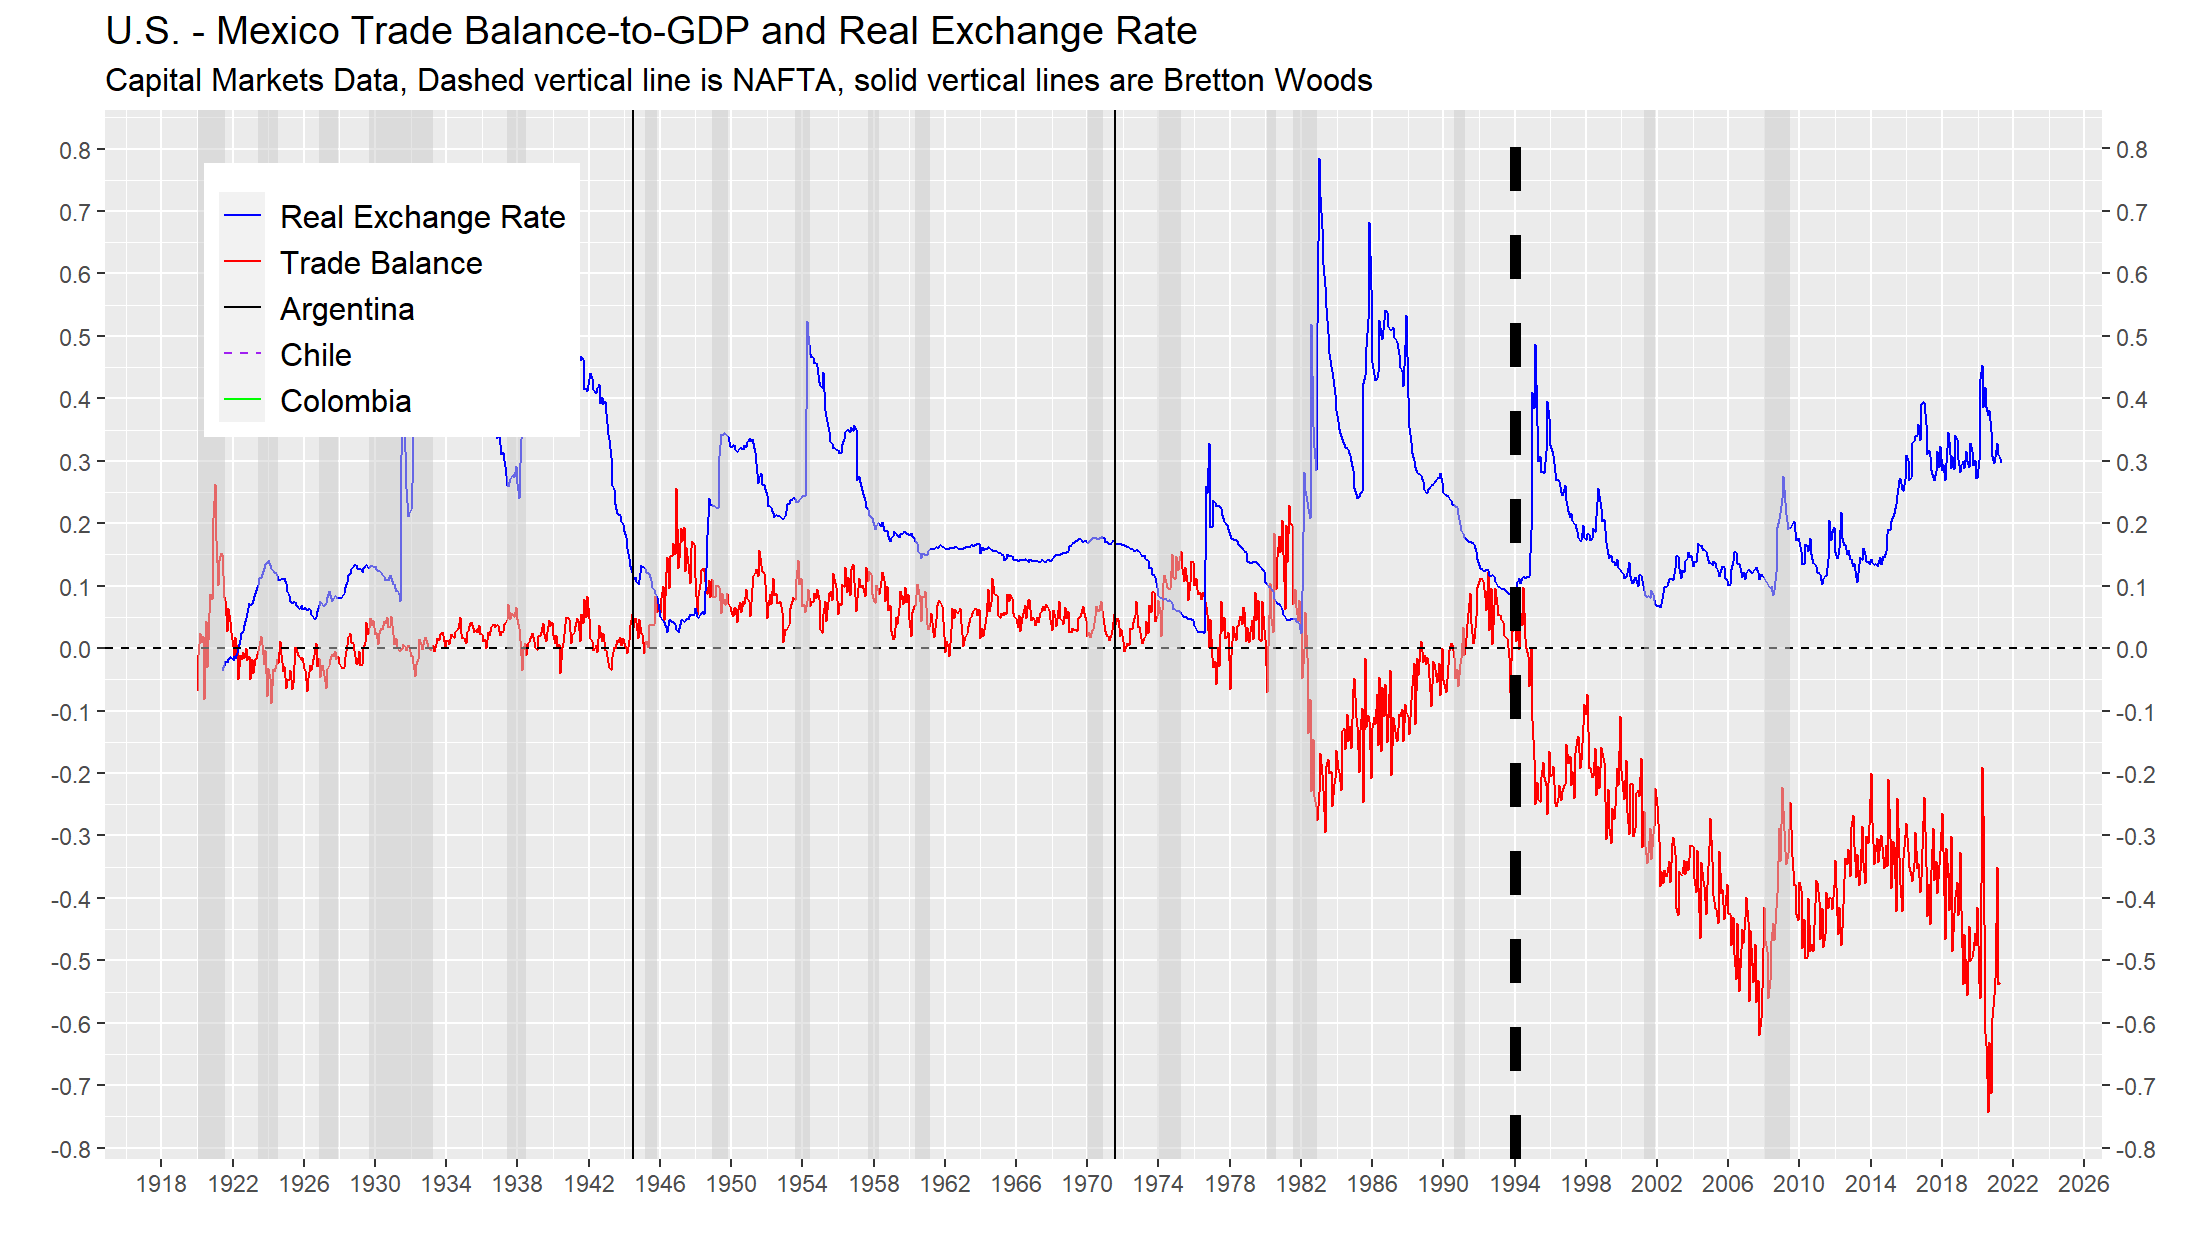 U.S. - Mexico Trade Balance-to-GDP and Real Exchange Rate
Capital Markets Data, Dashed vertical line is NAFTA, solid vertical lines are Bretton Woods
0.8 0.8
0.7 0.7
0.6 0.6
0.5 0.5
0.4 0.4
0.3 0.3
0.2 0.2
0.1 0.1
0.0 0.0
-0.1 -0.1
-0.2 -0.2
-0.3 -0.3
-0.4 -0.4
-0.5 -0.5
-0.6 -0.6
-0.7 -0.7
-0.8 -0.8
Real Exchange Rate
Trade Balance
Argentina
Chile
Colombia
1918 1922 1926 1930 1934 1938 1942 1946 1950 1954 1958 1962 1966 1970 1974 1978 1982 1986 1990 1994 1998 2002 2006 2010 2014 2018 2022 2026